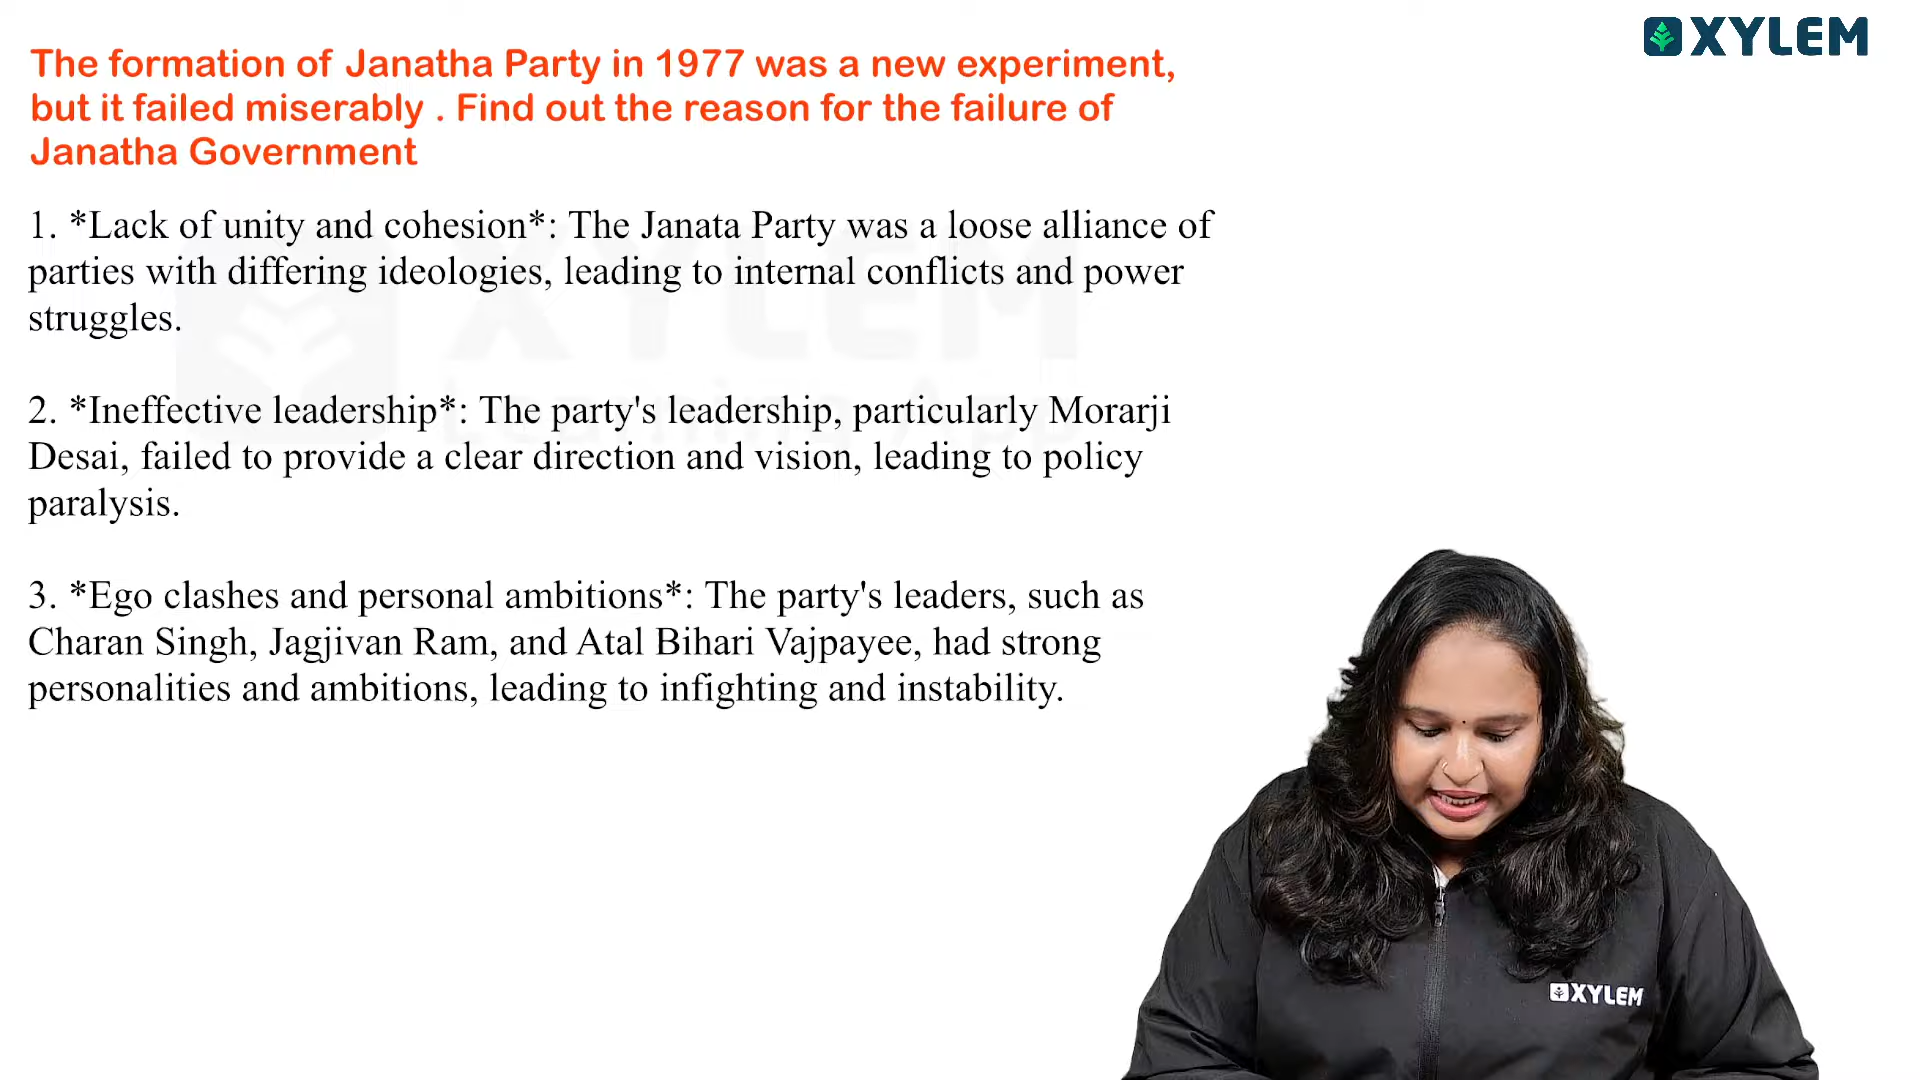 XYLEM
The formation of Janatha Party in 1977 was a new experiment,
but it failed miserably . Find out the reason for the failure of
Janatha Government
1. *Lack of unity and cohesion*: The Janata Party was a loose alliance of
parties with differing ideologies, leading to internal conflicts and power
struggles.
2. *Ineffective leadership*: The party's leadership, particularly Morarji
Desai, failed to provide a clear direction and vision, leading to policy
paralysis.
3. *Ego clashes and personal ambitions*: The party's leaders, such as
Charan Singh, Jagjivan Ram, and Atal Bihari Vajpayee, had strong
personalities and ambitions, leading to infighting and instability.
XYLEM
Learning App
XYLEM